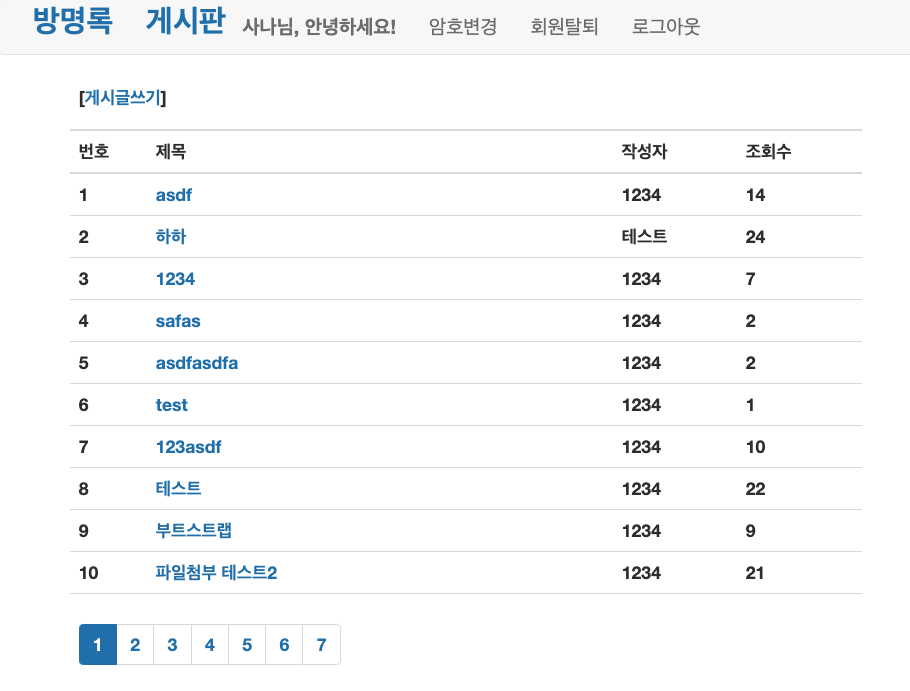 방명록 게시판 사나님, 안녕하세요! 암호변경 회원탈퇴 로그아웃
[게시글쓰기]
번호 제목 작성자 조회수
1 asdf 1234 14
2 하하 테스트 24
3 1234 1234 7
4 safas 1234 2
5 asdfasdfa 1234 2
6 test 1234 1
7 123asdf 1234 10
8 테스트 1234 22
9 부트스트랩 1234 9
10 파일첨부 테스트2 1234 21
1 2 3 4 5 6 7